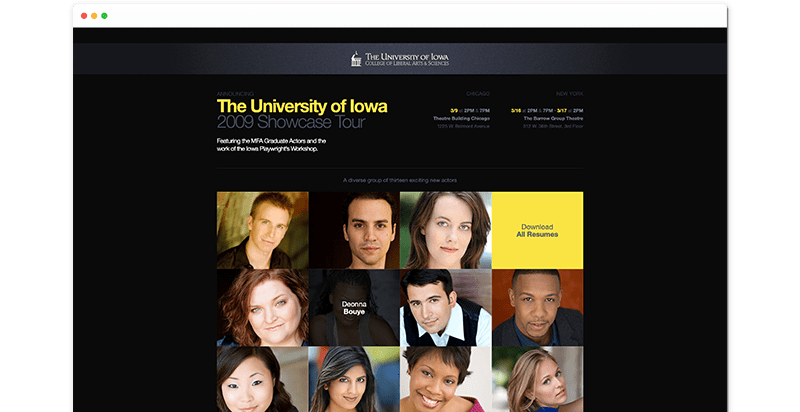 THE UNIVERSITY OF IOWA
COLLEGE OF LIBERAL ARTS & SCIENCES
ANNOUNCING
The University of Iowa
2009 Showcase Tour
Featuring the MFA Graduate Actors and the
work of the Iowa Playwright's Workshop.
CHICAGO
3/9 at 2PM & 7PM
Theatre Building Chicago
1225 W. Belmont Avenue
NEW YORK
5/16 at 2PM & 7PM - 5/17 at 2PM
The Barrow Group Theatre
312 W. 36th Street, 3rd Floor
A diverse group of thirteen exciting new actors
Download
All Resumes
Deonna
Bouye